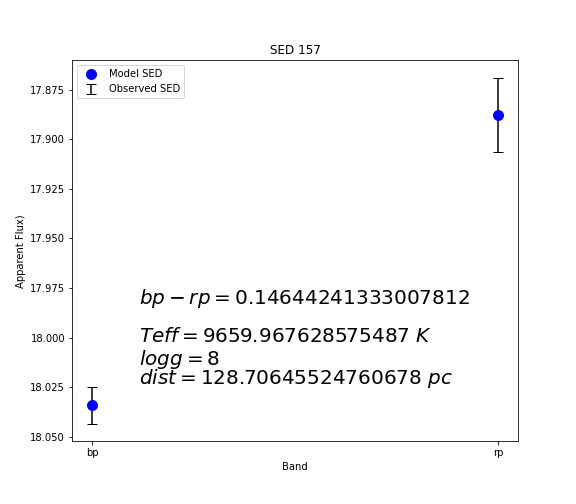 SED 157
Model SED
Observed SED
17.875
17.900
17.925
17.950
17.975
18.000
18.025
18.050
Apparent Flux)
bp − rp = 0.14644241333007812
Teff = 9659.967628575487 K
logg = 8
dist = 128.70645524760678 pc
bp
rp
Band